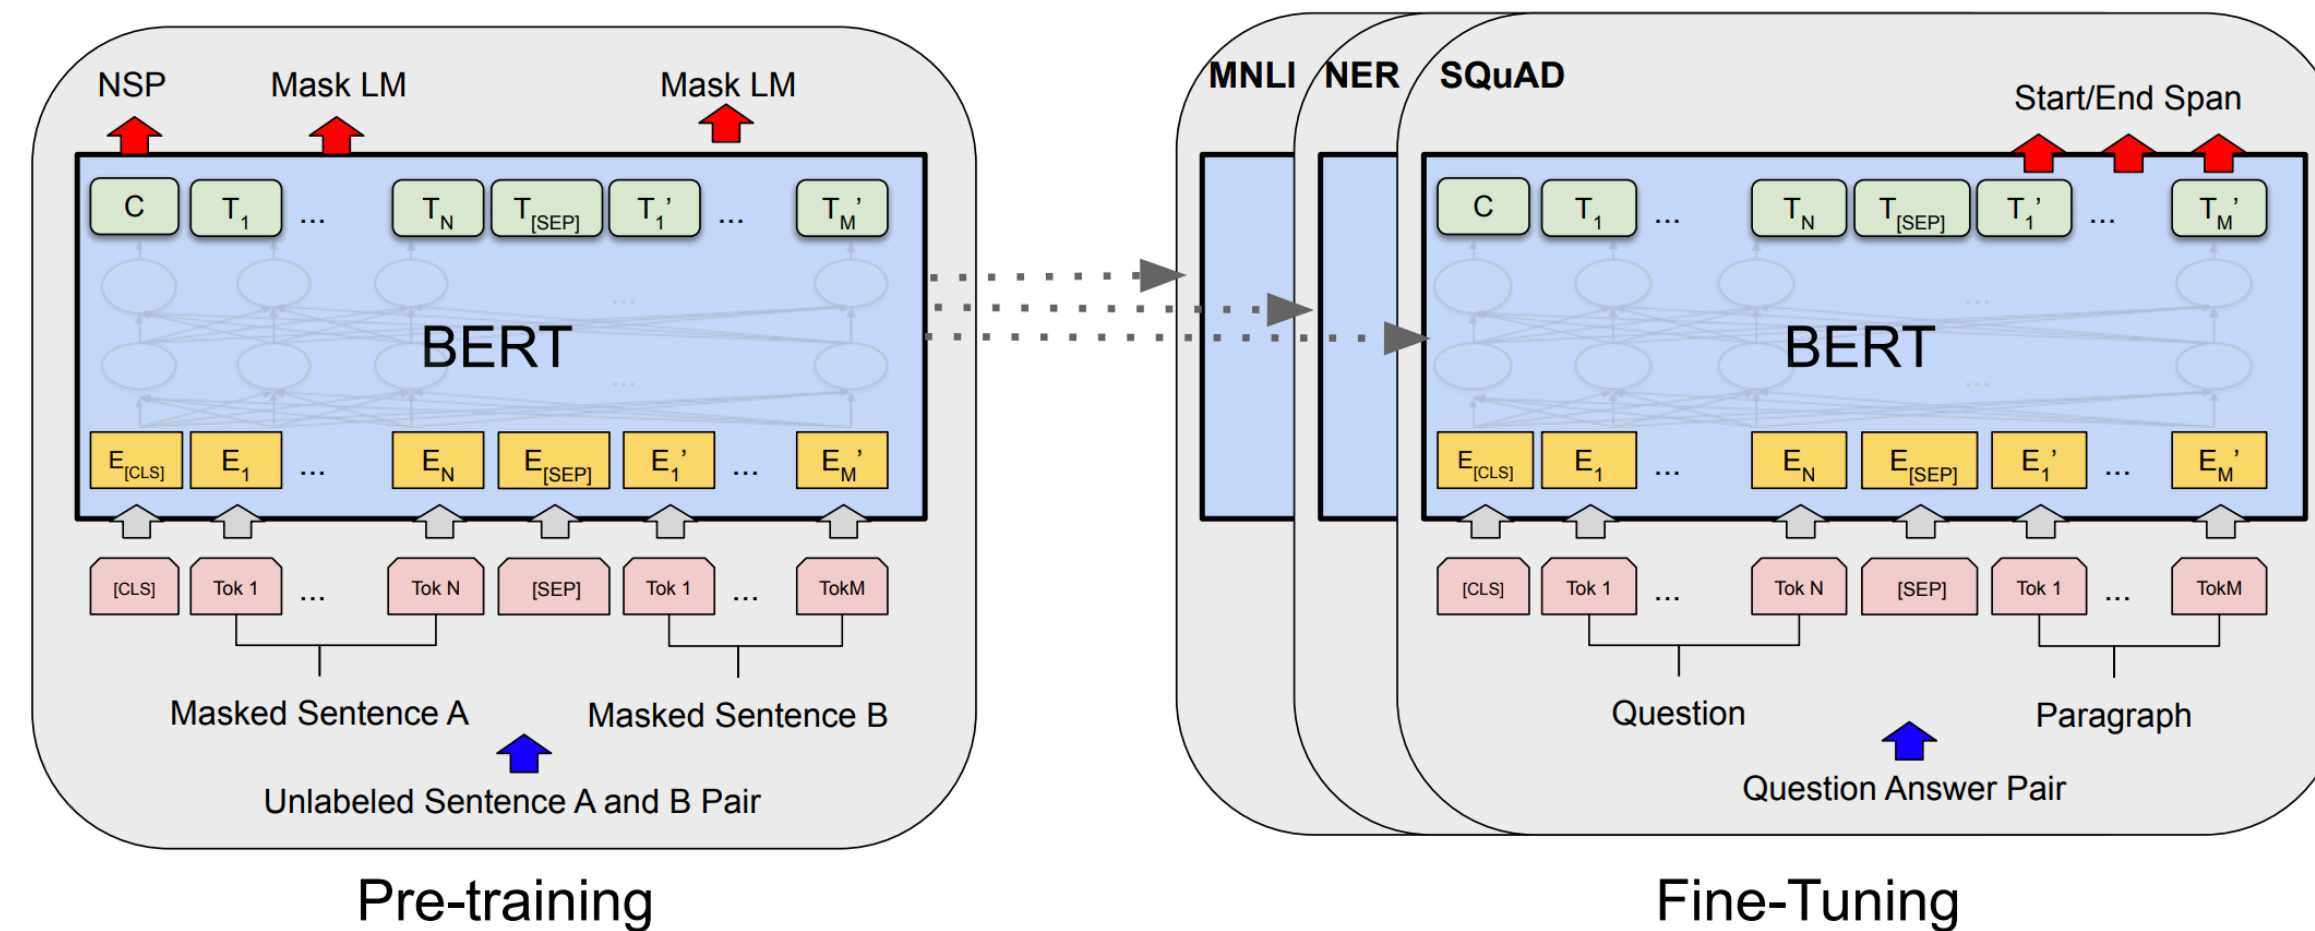 NSP Mask LM Mask LM
C T1 ... TN T[SEP] T1’ ... TM’
... 
BERT
...
E[CLS] E1 ... EN E[SEP] E1’ ... EM’
[CLS] Tok 1 ... Tok N [SEP] Tok 1 ... TokM
Masked Sentence A Masked Sentence B
Unlabeled Sentence A and B Pair
Pre-training
MNLI NER SQuAD
Start/End Span
C T1 ... TN T[SEP] T1’ ... TM’
...
BERT
...
E[CLS] E1 ... EN E[SEP] E1’ ... EM’
[CLS] Tok 1 ... Tok N [SEP] Tok 1 ... TokM
Question Paragraph
Question Answer Pair
Fine-Tuning